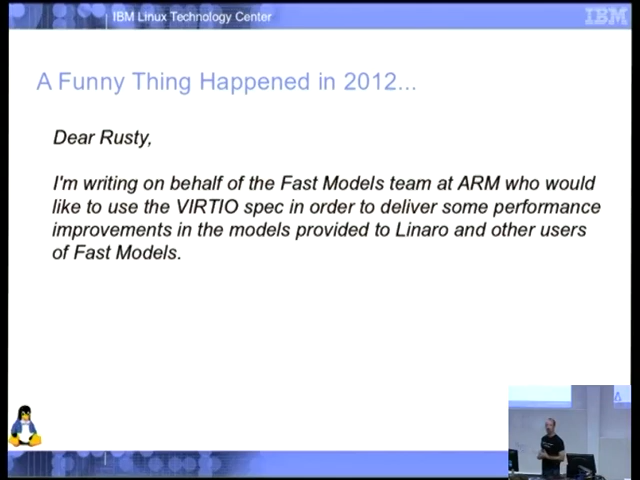 IBM Linux Technology Center
IBM
A Funny Thing Happened in 2012...
Dear Rusty,
I'm writing on behalf of the Fast Models team at ARM who would
like to use the VIRTIO spec in order to deliver some performance
improvements in the models provided to Linaro and other users
of Fast Models.